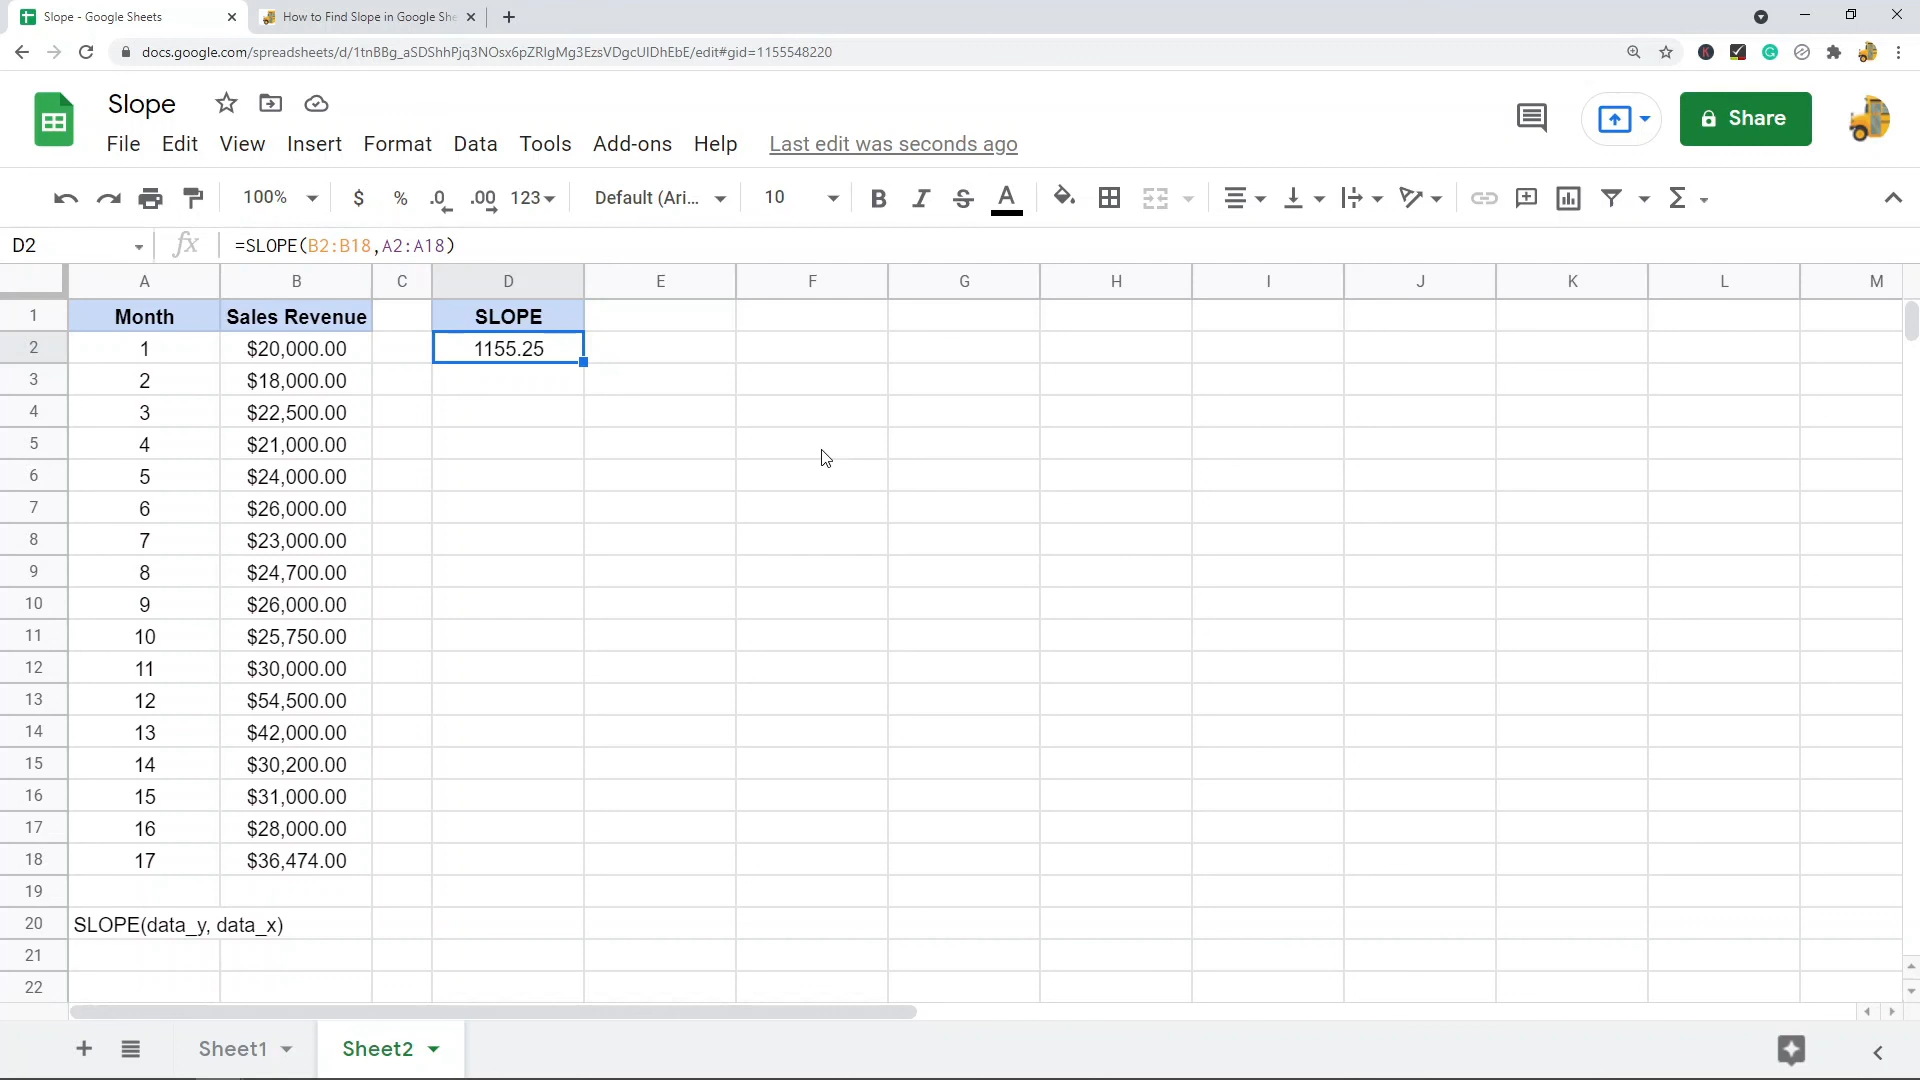 Slope - Google Sheets
How to Find Slope in Google She
docs.google.com/spreadsheets/d/1tnBBg_aSDShhPjq3NOsx6pZRIgMg3EzsVDgcUIDhEbE/edit#gid=1155548220
Slope
Share
File Edit View Insert Format Data Tools Add-ons Help Last edit was seconds ago
100% $ % .0 .00 123 Default (Ari... 10 B I S A Σ
D2 fx =SLOPE(B2:B18,A2:A18)
A B C D E F G H I J K L M
1 Month Sales Revenue SLOPE
2 1 $20,000.00 1155.25
3 2 $18,000.00
4 3 $22,500.00
5 4 $21,000.00
6 5 $24,000.00
7 6 $26,000.00
8 7 $23,000.00
9 8 $24,700.00
10 9 $26,000.00
11 10 $25,750.00
12 11 $30,000.00
13 12 $54,500.00
14 13 $42,000.00
15 14 $30,200.00
16 15 $31,000.00
17 16 $28,000.00
18 17 $36,474.00
19
20 SLOPE(data_y, data_x)
21
22
Sheet1 Sheet2